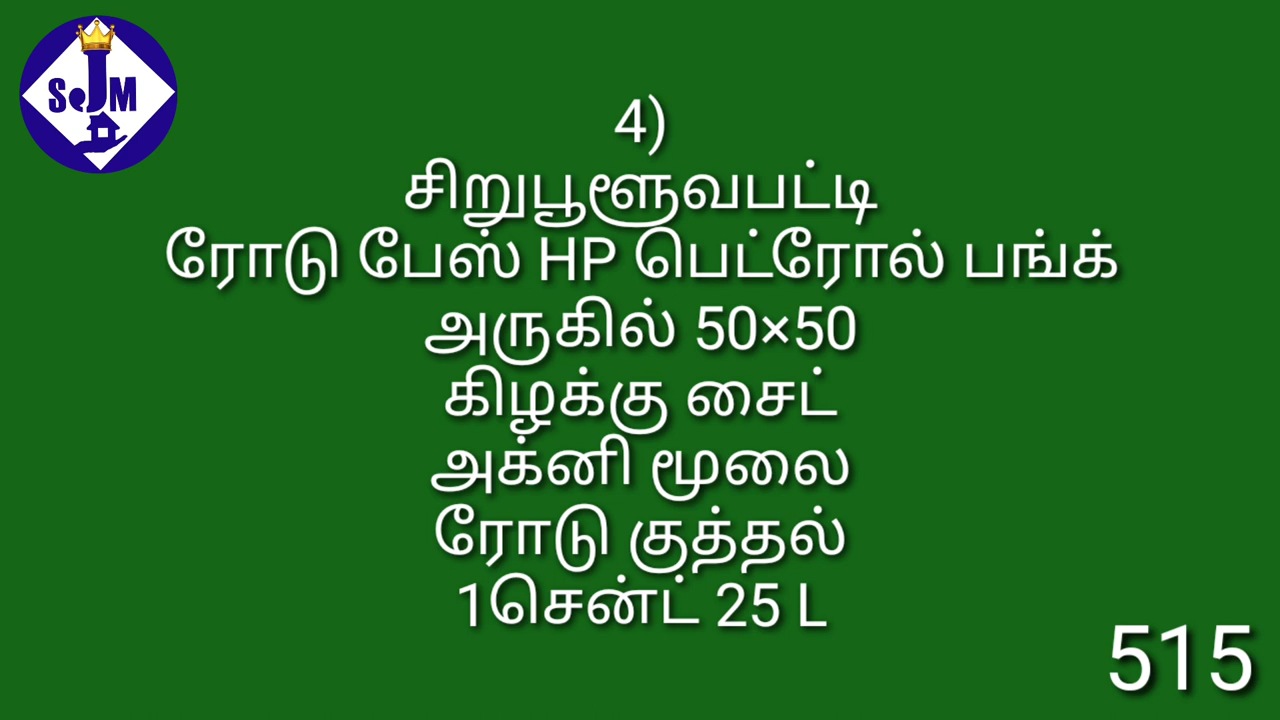 SJM
4)
சிறுபூளூவபட்டி
ரோடு பேஸ் HP பெட்ரோல் பங்க்
அருகில் 50×50
கிழக்கு சைட்
அக்னி மூலை
ரோடு குத்தல்
1சென்ட் 25 L
515